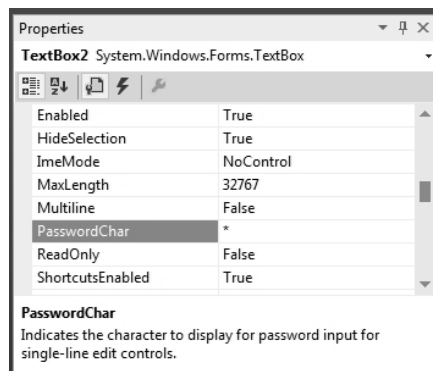 Properties
TextBox2 System.Windows.Forms.TextBox
Enabled True
HideSelection True
ImeMode NoControl
MaxLength 32767
Multiline False
PasswordChar *
ReadOnly False
ShortcutsEnabled True
PasswordChar
Indicates the character to display for password input for
single-line edit controls.